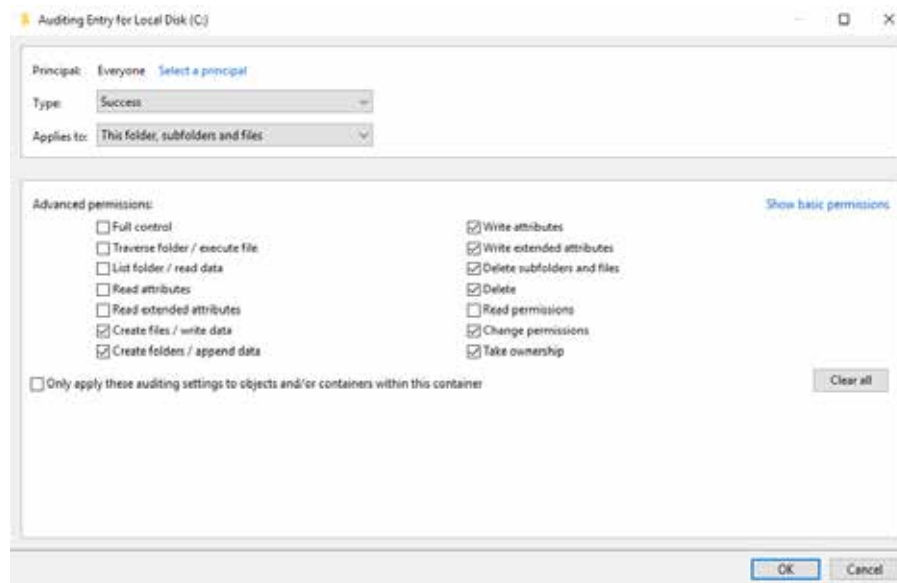 Auditing Entry for Local Disk (C:)
Principal: Everyone Select a principal
Type: Success
Applies to: This folder, subfolders and files
Advanced permissions: Show basic permissions
Full control
Traverse folder / execute file
List folder / read data
Read attributes
Read extended attributes
Create files / write data
Create folders / append data
Write attributes
Write extended attributes
Delete subfolders and files
Delete
Read permissions
Change permissions
Take ownership
Only apply these auditing settings to objects and/or containers within this container
Clear all
OK Cancel